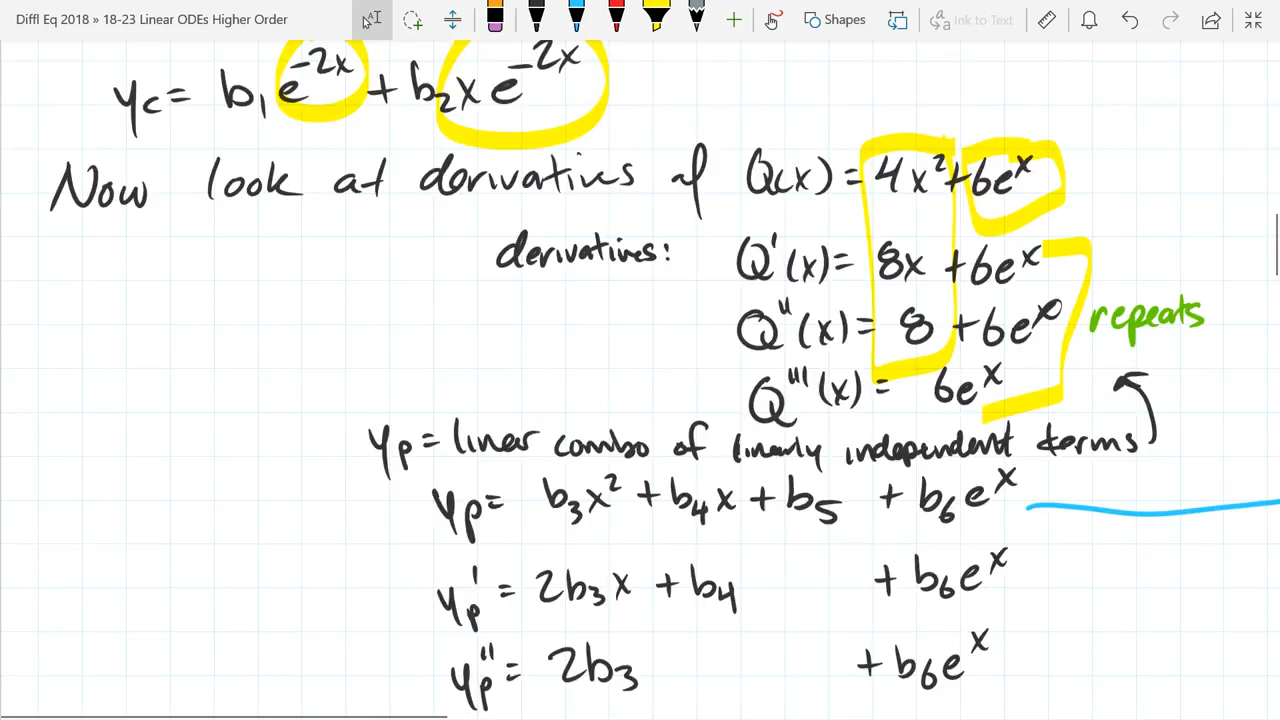 Diffl Eq 2018 » 18-23 Linear ODEs Higher Order
Shapes
Ink to Text
yc = b₁e^-2x + b₂xe^-2x
Now look at derivatives of Q(x) = 4x² + 6e^x
derivatives: Q'(x) = 8x + 6e^x
Q''(x) = 8 + 6e^x
repeats
Q'''(x) = 6e^x
yp = linear combo of linearly independent terms
yp = b₃x² + b₄x + b₅ + b₆e^x
yp' = 2b₃x + b₄ + b₆e^x
yp'' = 2b₃ + b₆e^x